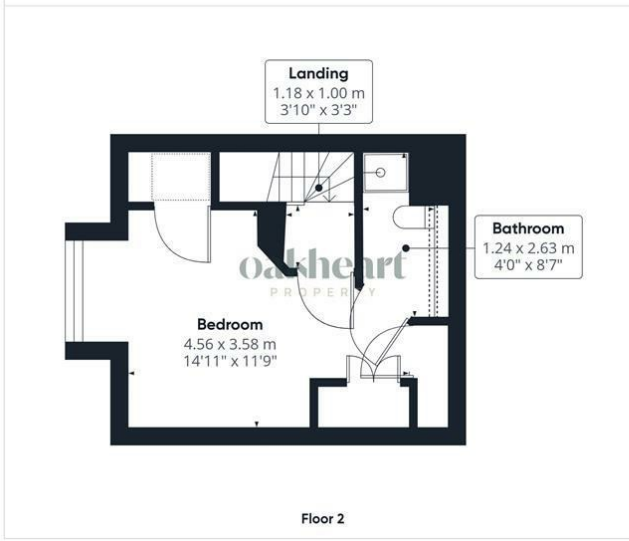 Landing
1.18 x 1.00 m
3'10" x 3'3"
Bathroom
1.24 x 2.63 m
4'0" x 8'7"
oakheart
PROPERTY
Bedroom
4.56 x 3.58 m
14'11" x 11'9"
Floor 2